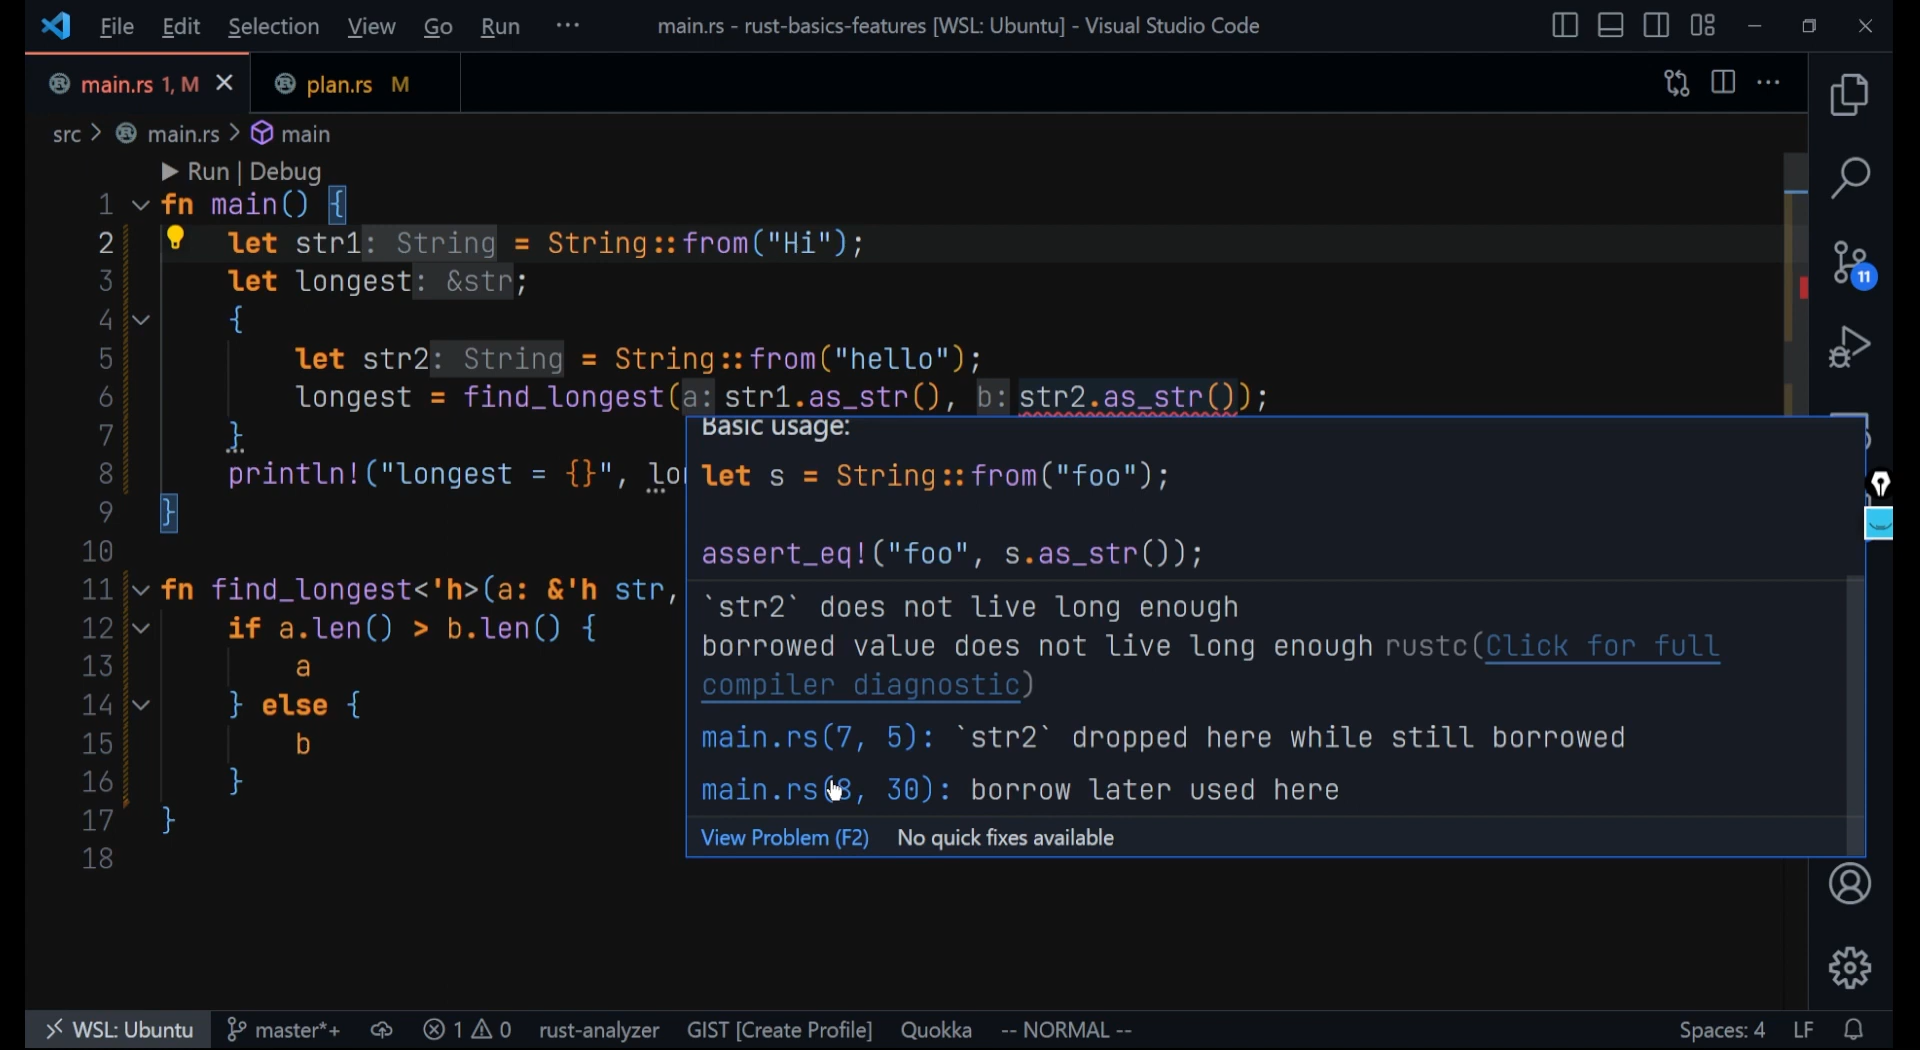 File Edit Selection View Go Run ··· main.rs - rust-basics-features [WSL: Ubuntu] - Visual Studio Code
main.rs 1, M plan.rs M
src > main.rs > main
Run | Debug
1 fn main() {
2 let str1: String = String::from("Hi");
3 let longest: &str;
4 {
5 let str2: String = String::from("hello");
6 longest = find_longest(a: str1.as_str(), b: str2.as_str());
7 }
8 println!("longest = {}", lo
9 }
10
11 fn find_longest<'h>(a: &'h str,
12 if a.len() > b.len() {
13 a
14 } else {
15 b
16 }
17 }
18
Basic usage:
let s = String::from("foo");
assert_eq!("foo", s.as_str());
`str2` does not live long enough
borrowed value does not live long enough rustc(Click for full
compiler diagnostic)
main.rs(7, 5): `str2` dropped here while still borrowed
main.rs(8, 30): borrow later used here
View Problem (F2) No quick fixes available
11
WSL: Ubuntu master*+ 1 0 rust-analyzer GIST [Create Profile] Quokka -- NORMAL -- Spaces: 4 LF